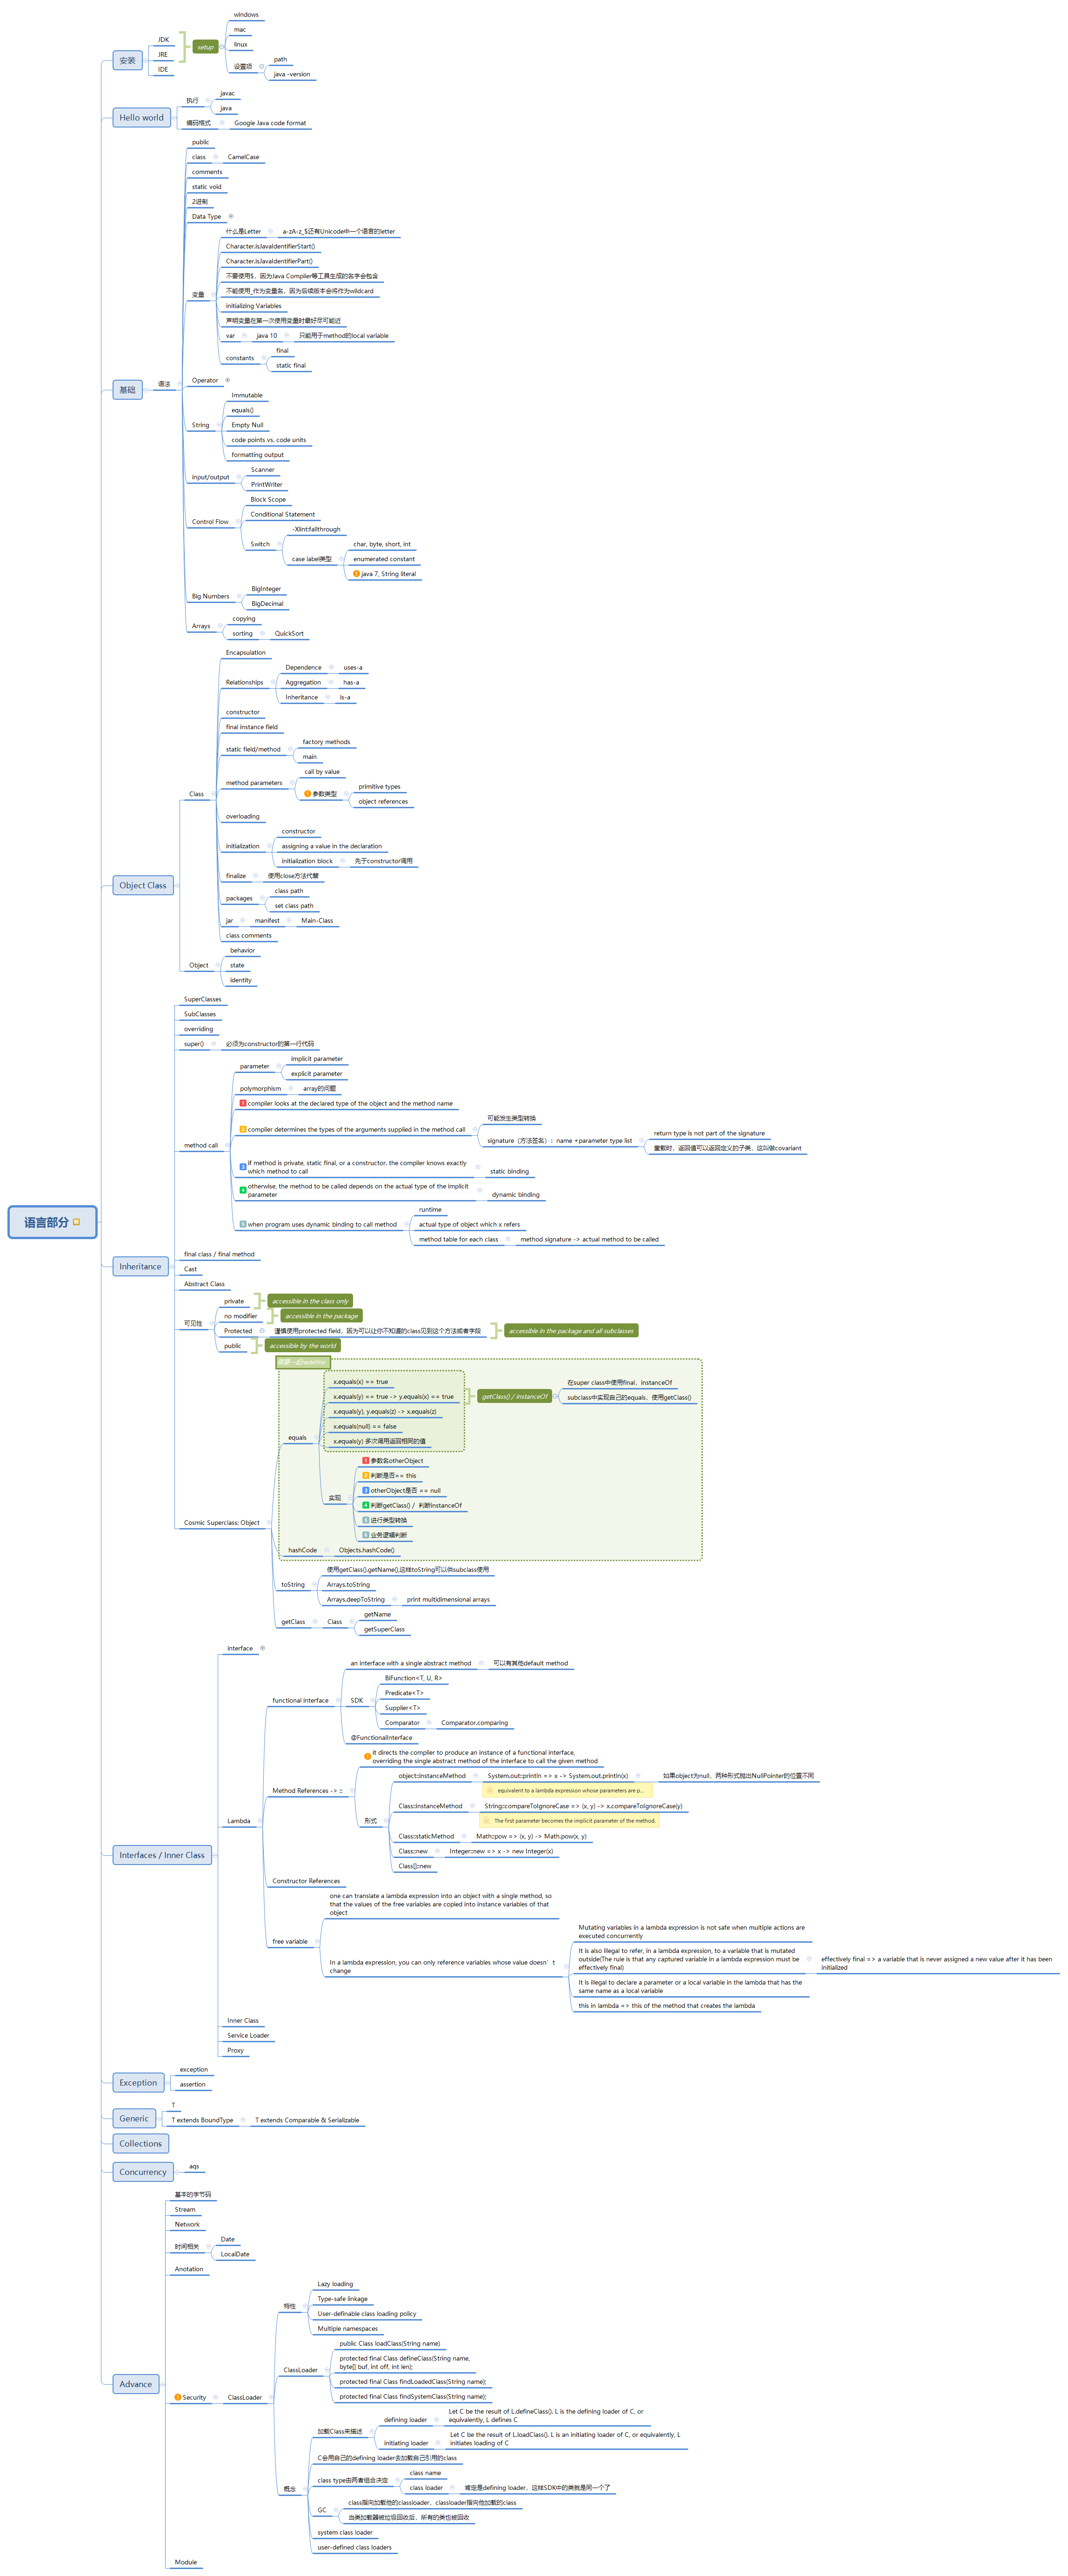 语言部分
安装
JDK
JRE
IDE
setup
windows
mac
linux
设置项
path
java -version
Hello world
执行
javac
java
编码格式
Google Java code format
基础
语法
public
class
CamelCase
comments
static void
2进制
Data Type
变量
什么是Letter
a-zA-z_$还有Unicode中一个语言的letter
Character.isJavaIdentifierStart()
Character.isJavaIdentifierPart()
不要使用$，因为Java Compiler等工具生成的名字会包含
不能使用_作为变量名，因为后续版本会将作为wildcard
initializing Variables
声明变量在第一次使用变量时最好尽可能近
var
java 10
只能用于method的local variable
constants
final
static final
Operator
String
Immutable
equals()
Empty Null
code points vs. code units
formatting output
input/output
Scanner
PrintWriter
Control Flow
Block Scope
Conditional Statement
Switch
-Xlint:fallthrough
case label类型
char, byte, short, int
enumerated constant
java 7, String literal
Big Numbers
BigInteger
BigDecimal
Arrays
copying
sorting
QuickSort
Object Class
Class
Encapsulation
Relationships
Dependence
uses-a
Aggregation
has-a
Inheritance
is-a
constructor
final instance field
static field/method
factory methods
main
method parameters
call by value
参数类型
primitive types
object references
overloading
initialization
constructor
assigning a value in the declaration
initialization block
先于constructor调用
finalize
使用close方法代替
packages
class path
set class path
jar
manifest
Main-Class
class comments
Object
behavior
state
identity
Inheritance
SuperClasses
SubClasses
overriding
super()
必须为constructor的第一行代码
method call
parameter
implicit parameter
explicit parameter
polymorphism
array的问题
1 compiler looks at the declared type of the object and the method name
2 compiler determines the types of the arguments supplied in the method call
可能发生类型转换
signature（方法签名）：name +parameter type list
return type is not part of the signature
重载时，返回值可以返回定义的子类，这叫做covariant
3 if method is private, static final, or a constructor. the compiler knows exactly
which method to call
static binding
4 otherwise, the method to be called depends on the actual type of the implicit
parameter
dynamic binding
5 when program uses dynamic binding to call method
runtime
actual type of object which x refers
method table for each class
method signature -> actual method to be called
final class / final method
Cast
Abstract Class
可见性
private
accessible in the class only
no modifier
accessible in the package
Protected
谨慎使用protected field，因为可以让你不知道的class见到这个方法或者字段
accessible in the package and all subclasses
public
accessible by the world
Cosmic Superclass: Object
equals
x.equals(x) == true
x.equals(y) == true -> y.equals(x) == true
x.equals(y), y.equals(z) -> x.equals(z)
x.equals(null) == false
x.equals(y) 多次调用返回相同的值
getClass() / instanceOf
在super class中使用final，instanceOf
subclass中实现自己的equals，使用getClass()
实现
1 参数名otherObject
2 判断是否== this
3 otherObject是否 == null
4 判断getClass() / 判断instanceOf
5 进行类型转换
6 业务逻辑判断
hashCode
Objects.hashCode()
toString
使用getClass().getName(),这样toString可以供subclass使用
Arrays.toString
Arrays.deepToString
print multidimensional arrays
getClass
Class
getName
getSuperClass
Interfaces / Inner Class
interface
Lambda
functional interface
an interface with a single abstract method
可以有其他default method
SDK
BiFunction<T, U, R>
Predicate<T>
Supplier<T>
Comparator
Comparator.comparing
@FunctionalInterface
Method References -> ::
it directs the compiler to produce an instance of a functional interface,
overriding the single abstract method of the interface to call the given method
形式
object::instanceMethod
System.out::println => x -> System.out.println(x)
如果object为null，两种形式抛出NullPointer的位置不同
equivalent to a lambda expression whose parameters are p...
Class::instanceMethod
String::compareToIgnoreCase => (x, y) -> x.compareToIgnoreCase(y)
The first parameter becomes the implicit parameter of the method.
Class::staticMethod
Math::pow => (x, y) -> Math.pow(x, y)
Class::new
Integer::new => x -> new Integer(x)
Class[]::new
Constructor References
free variable
one can translate a lambda expression into an object with a single method, so
that the values of the free variables are copied into instance variables of that
object
In a lambda expression, you can only reference variables whose value doesn’t
change
Mutating variables in a lambda expression is not safe when multiple actions are
executed concurrently
It is also illegal to refer, in a lambda expression, to a variable that is mutated
outside(The rule is that any captured variable in a lambda expression must be
effectively final)
effectively final => a variable that is never assigned a new value after it has been
initialized
It is illegal to declare a parameter or a local variable in the lambda that has the
same name as a local variable
this in lambda => this of the method that creates the lambda
Inner Class
Service Loader
Proxy
Exception
exception
assertion
Generic
T
T extends BoundType
T extends Comparable & Serializable
Collections
Concurrency
aqs
Advance
基本的字节码
Stream
Network
时间相关
Date
LocalDate
Anotation
Security
ClassLoader
特性
Lazy loading
Type-safe linkage
User-definable class loading policy
Multiple namespaces
ClassLoader
public Class loadClass(String name)
protected final Class defineClass(String name,
byte[] buf, int off, int len);
protected final Class findLoadedClass(String name);
protected final Class findSystemClass(String name);
概念
加载Class来描述
defining loader
Let C be the result of L.defineClass(). L is the defining loader of C, or
equivalently, L defines C
initiating loader
Let C be the result of L.loadClass(). L is an initiating loader of C, or equivalently, L
initiates loading of C
C会用自己的defining loader去加载自己引用的class
class type由两者组合决定
class name
class loader
肯定是defining loader，这样SDK中的类就是同一个了
GC
class指向加载他的classloader，classloader指向他加载的class
当类加载器被垃圾回收后，所有的类也被回收
system class loader
user-defined class loaders
Module